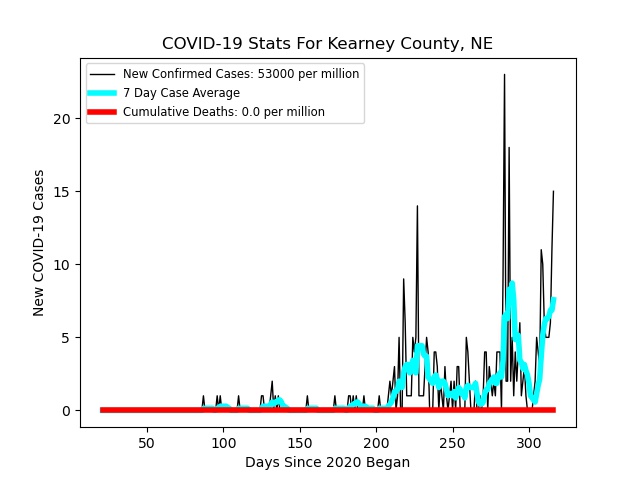 COVID-19 Stats For Kearney County, NE
New Confirmed Cases: 53000 per million
7 Day Case Average
Cumulative Deaths: 0.0 per million
New COVID-19 Cases
20
15
10
5
0
50 100 150 200 250 300
Days Since 2020 Began